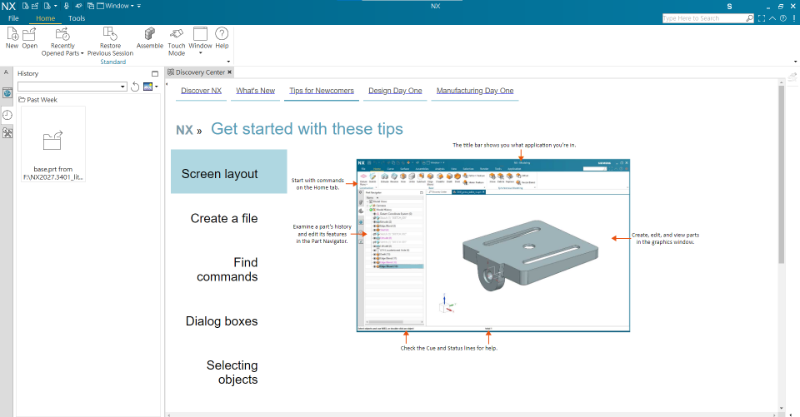 NX
Window
NX
S
File
Home
Tools
Type Here to Search
New
Open
Recently
Opened Parts
Restore
Previous Session
Assemble
Touch
Mode
Window
Help
Standard
History
Past Week
base.prt from
F:\NX2027.3401_lit...
Discovery Center
Discover NX
What's New
Tips for Newcomers
Design Day One
Manufacturing Day One
NX » Get started with these tips
Screen layout
Create a file
Find
commands
Dialog boxes
Selecting
objects
The title bar shows you what application you're in.
Start with commands
on the Home tab.
Examine a part's history
and edit its features
in the Part Navigator.
Create, edit, and view parts
in the graphics window.
Check the Cue and Status lines for help.
NX